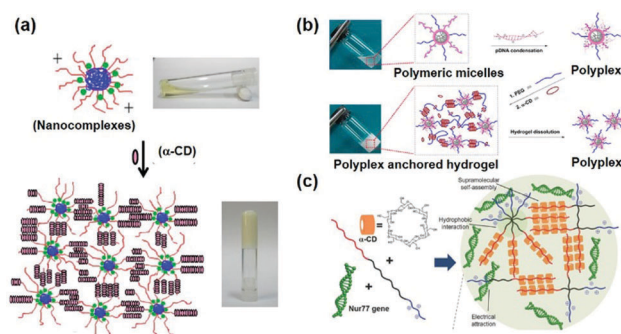 (a)
+
+
(Nanocomplexes)
(α-CD)
(b)
pDNA condensation
Polymeric micelles
Polyplex
1. PEG =
2. α-CD =
Hydrogel dissolution
Polyplex anchored hydrogel
Polyplex
(c)
Supramolecular
self-assembly
Hydrophobic
interaction
=
α-CD
+
+
Nur77 gene
Electrical
attraction